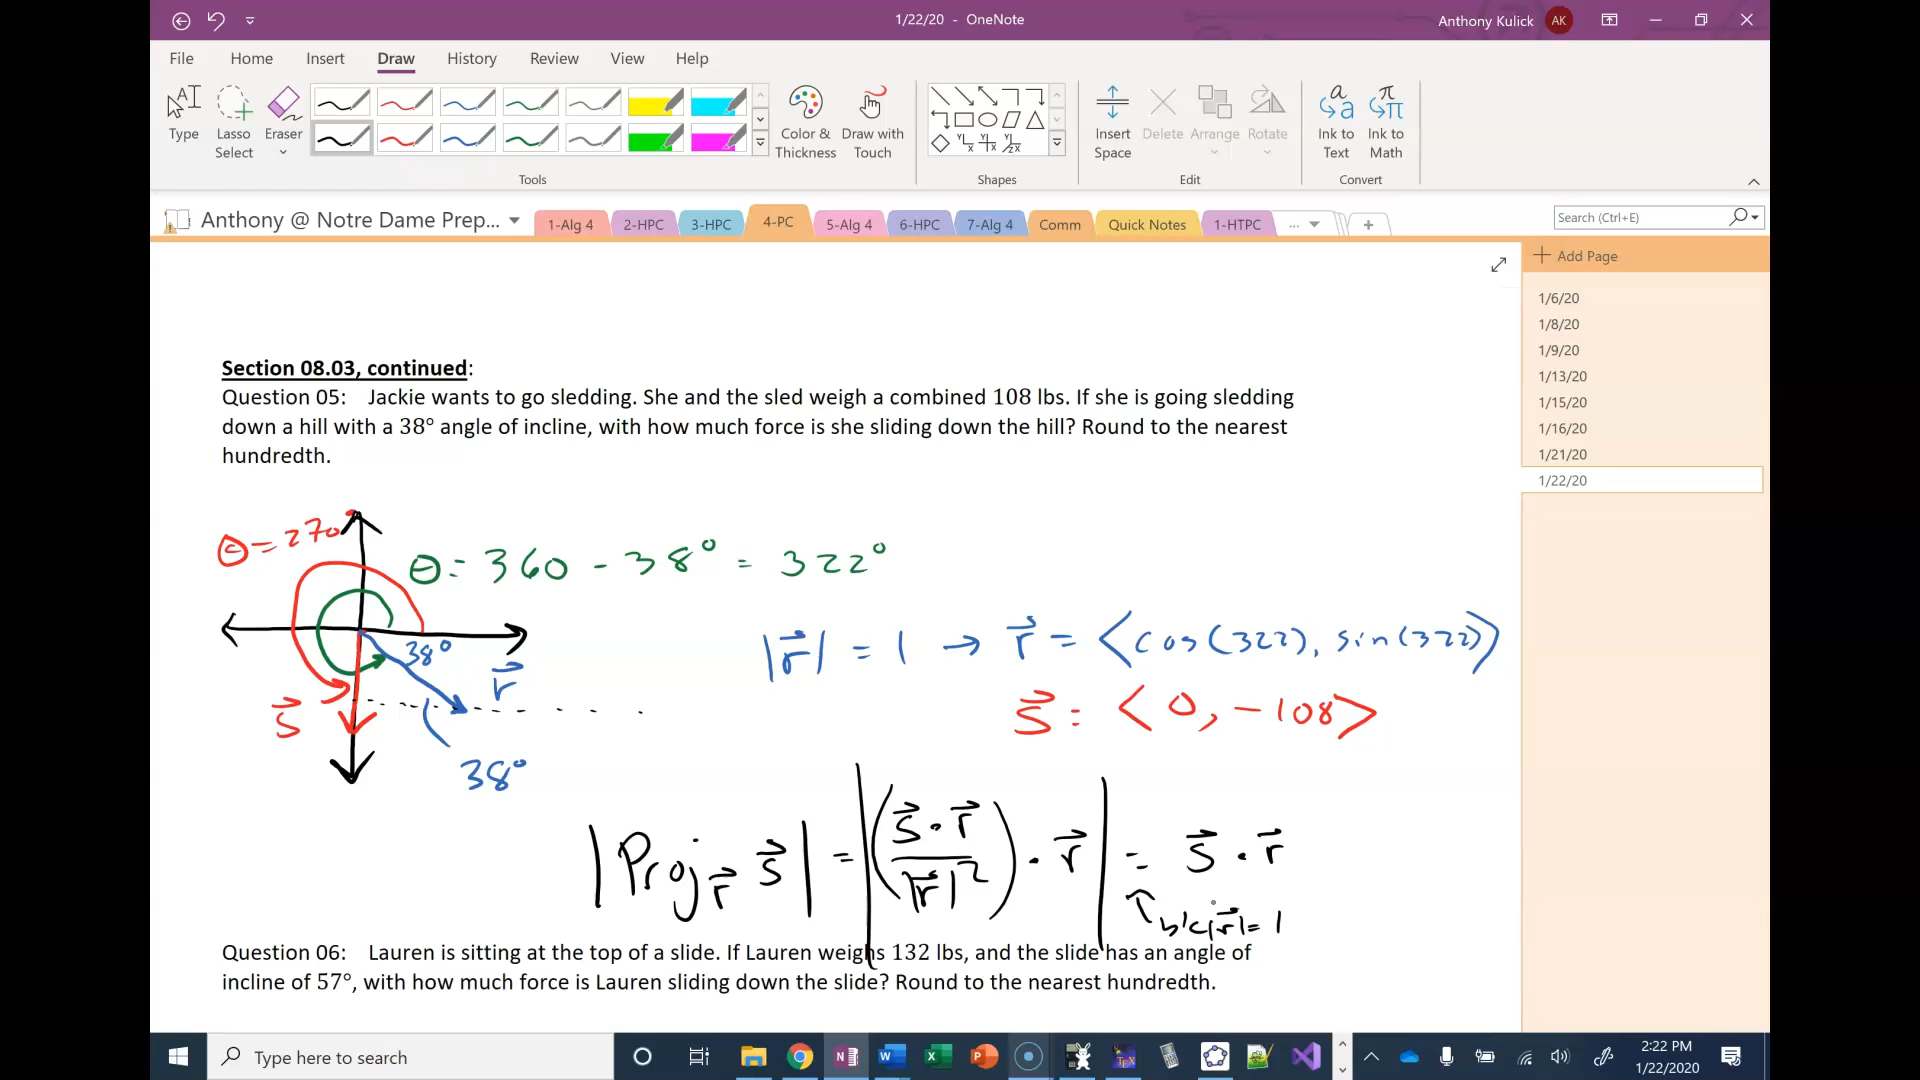 1/22/20 - OneNote
Anthony Kulick AK
File Home Insert Draw History Review View Help
Type
Lasso Select
Eraser
Color & Thickness
Draw with Touch
Insert Space
Delete
Arrange
Rotate
Ink to Text
Ink to Math
Tools Shapes Edit Convert
Anthony @ Notre Dame Prep... 1-Alg 4 2-HPC 3-HPC 4-PC 5-Alg 4 6-HPC 7-Alg 4 Comm Quick Notes 1-HTPC ... +
Search (Ctrl+E)
Add Page
1/6/20
1/8/20
1/9/20
1/13/20
1/15/20
1/16/20
1/21/20
1/22/20
Section 08.03, continued:
Question 05: Jackie wants to go sledding. She and the sled weigh a combined 108 lbs. If she is going sledding
down a hill with a 38° angle of incline, with how much force is she sliding down the hill? Round to the nearest
hundredth.
θ = 270°
θ = 360 - 38° = 322°
38°
r⃗
s⃗
38°
|r⃗| = 1 → r⃗ = <cos(322), sin(322)>
s⃗ = <0, -108>
|Proj_r⃗ s⃗| = |(s⃗ · r⃗ / |r⃗|²) · r⃗| = s⃗ · r⃗
b/c |r⃗| = 1
Question 06: Lauren is sitting at the top of a slide. If Lauren weighs 132 lbs, and the slide has an angle of
incline of 57°, with how much force is Lauren sliding down the slide? Round to the nearest hundredth.
Type here to search
2:22 PM
1/22/2020